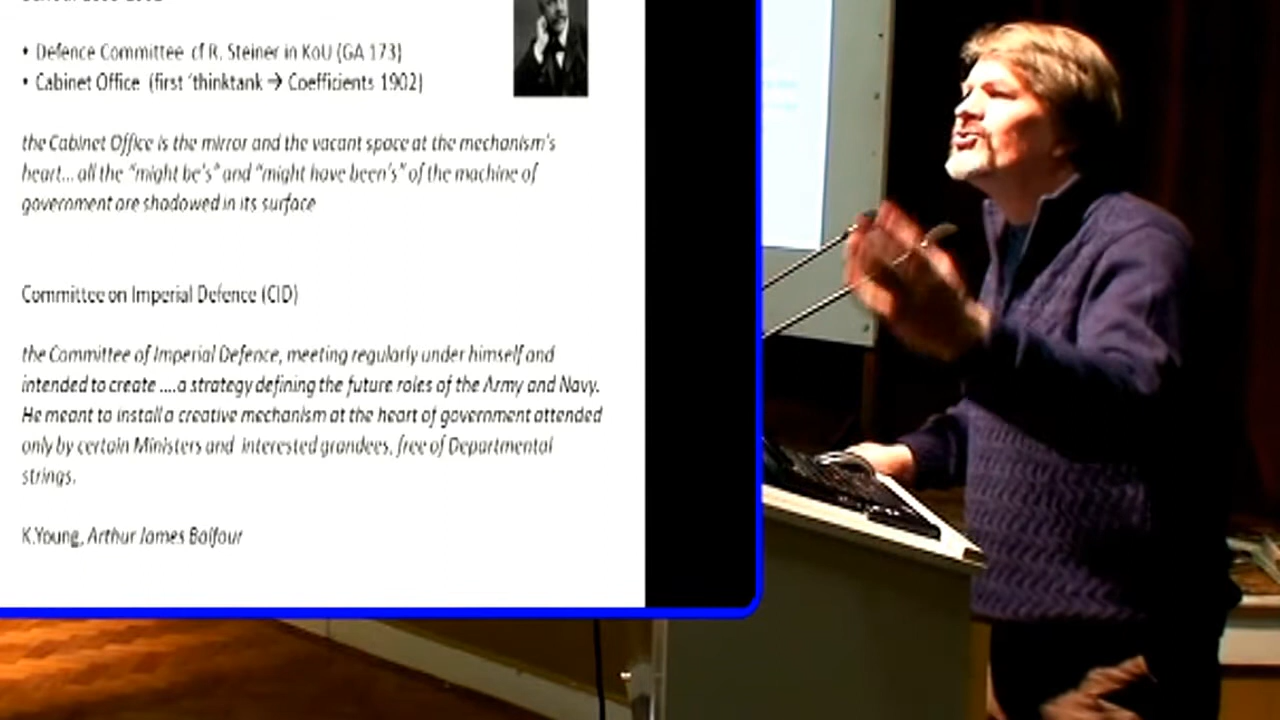 • Defence Committee cf R. Steiner in KoU (GA 173)
• Cabinet Office (first 'thinktank → Coefficients 1902)
the Cabinet Office is the mirror and the vacant space at the mechanism's
heart... all the "might be's" and "might have been's" of the machine of
government are shadowed in its surface
Committee on Imperial Defence (CID)
the Committee of Imperial Defence, meeting regularly under himself and
intended to create ....a strategy defining the future roles of the Army and Navy.
He meant to install a creative mechanism at the heart of government attended
only by certain Ministers and interested grandees, free of Departmental
strings.
K.Young, Arthur James Balfour